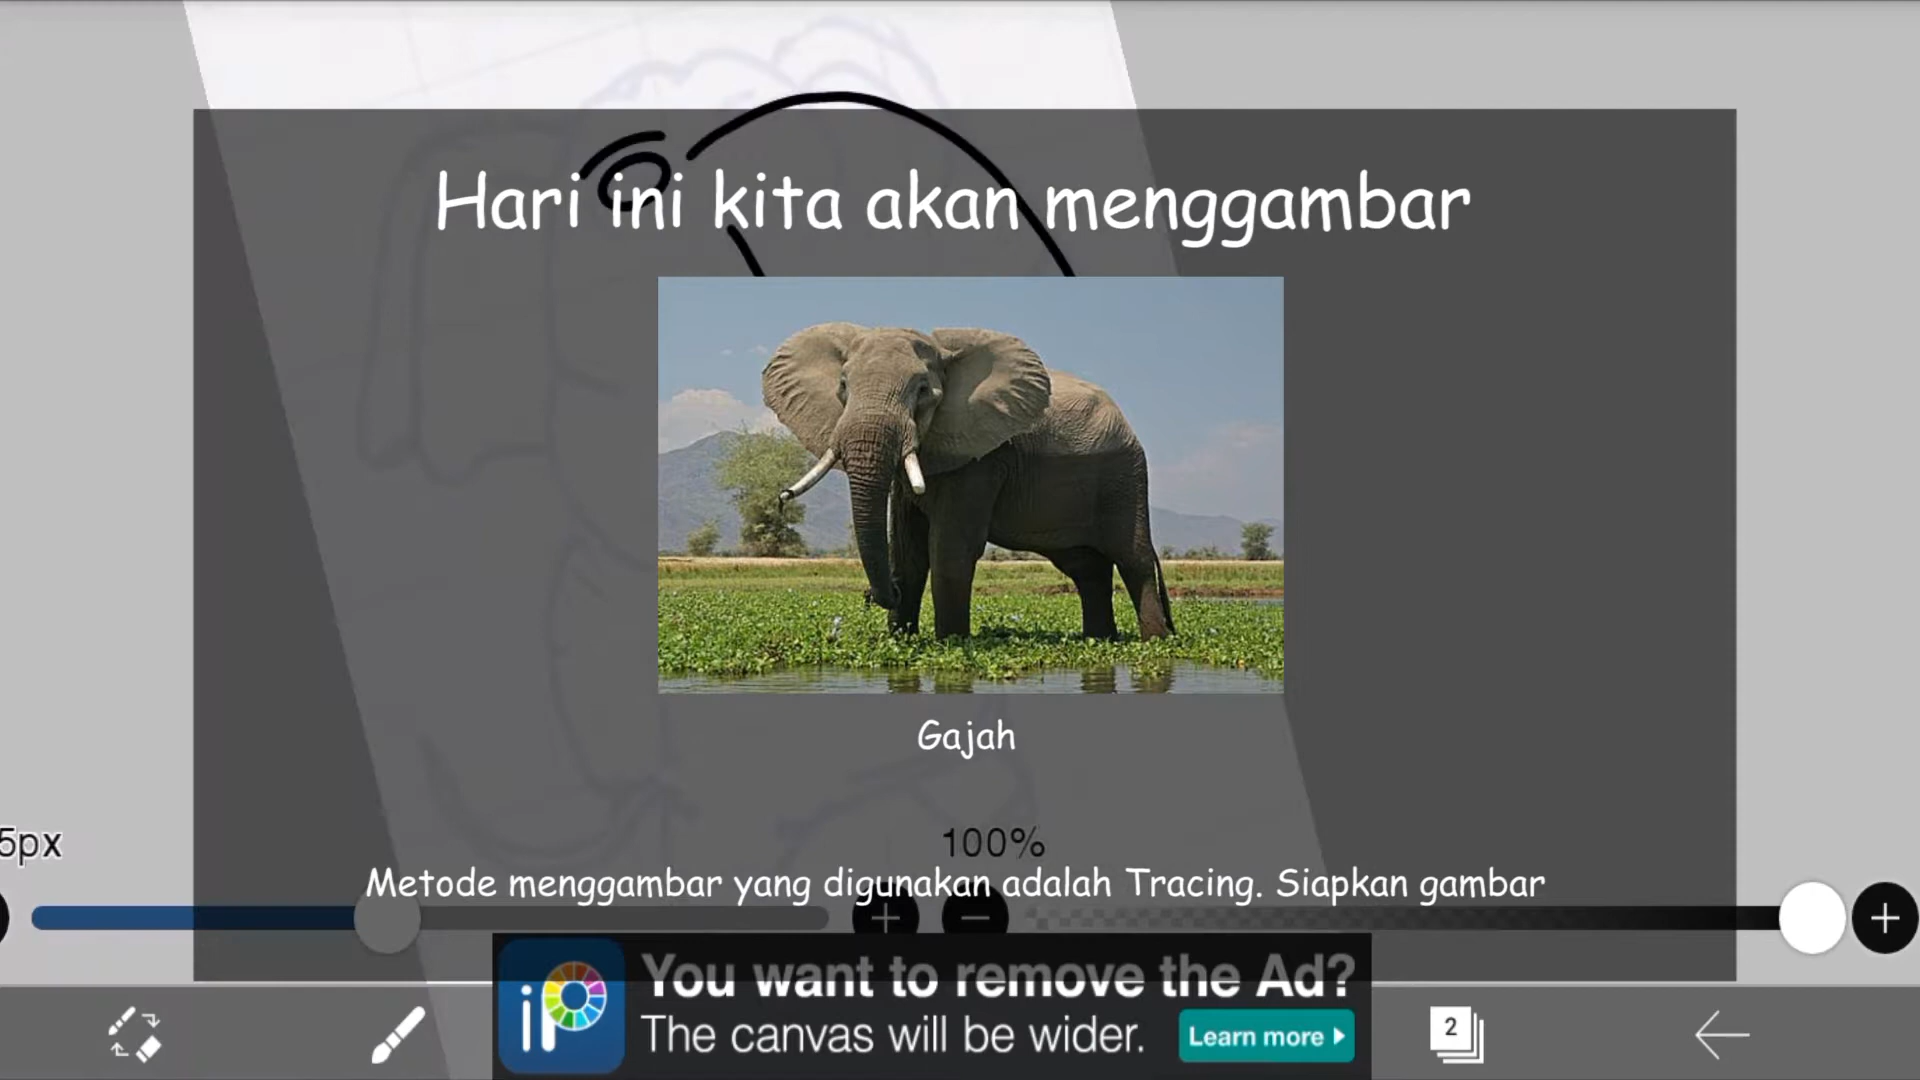 Hari ini kita akan menggambar
Gajah
5px
100%
Metode menggambar yang digunakan adalah Tracing. Siapkan gambar
iP
You want to remove the Ad?
The canvas will be wider.
Learn more
2